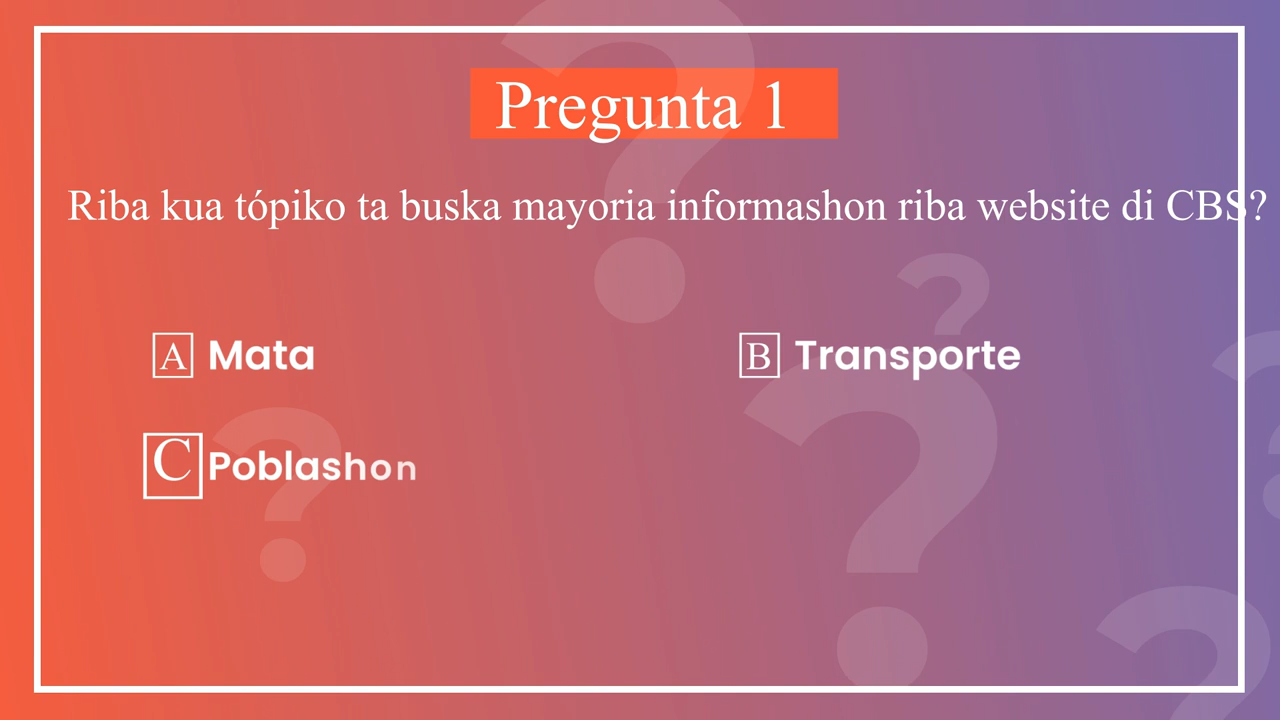 Pregunta 1
Riba kua tópiko ta buska mayoria informashon riba website di CBS?
A Mata
B Transporte
C Poblashon